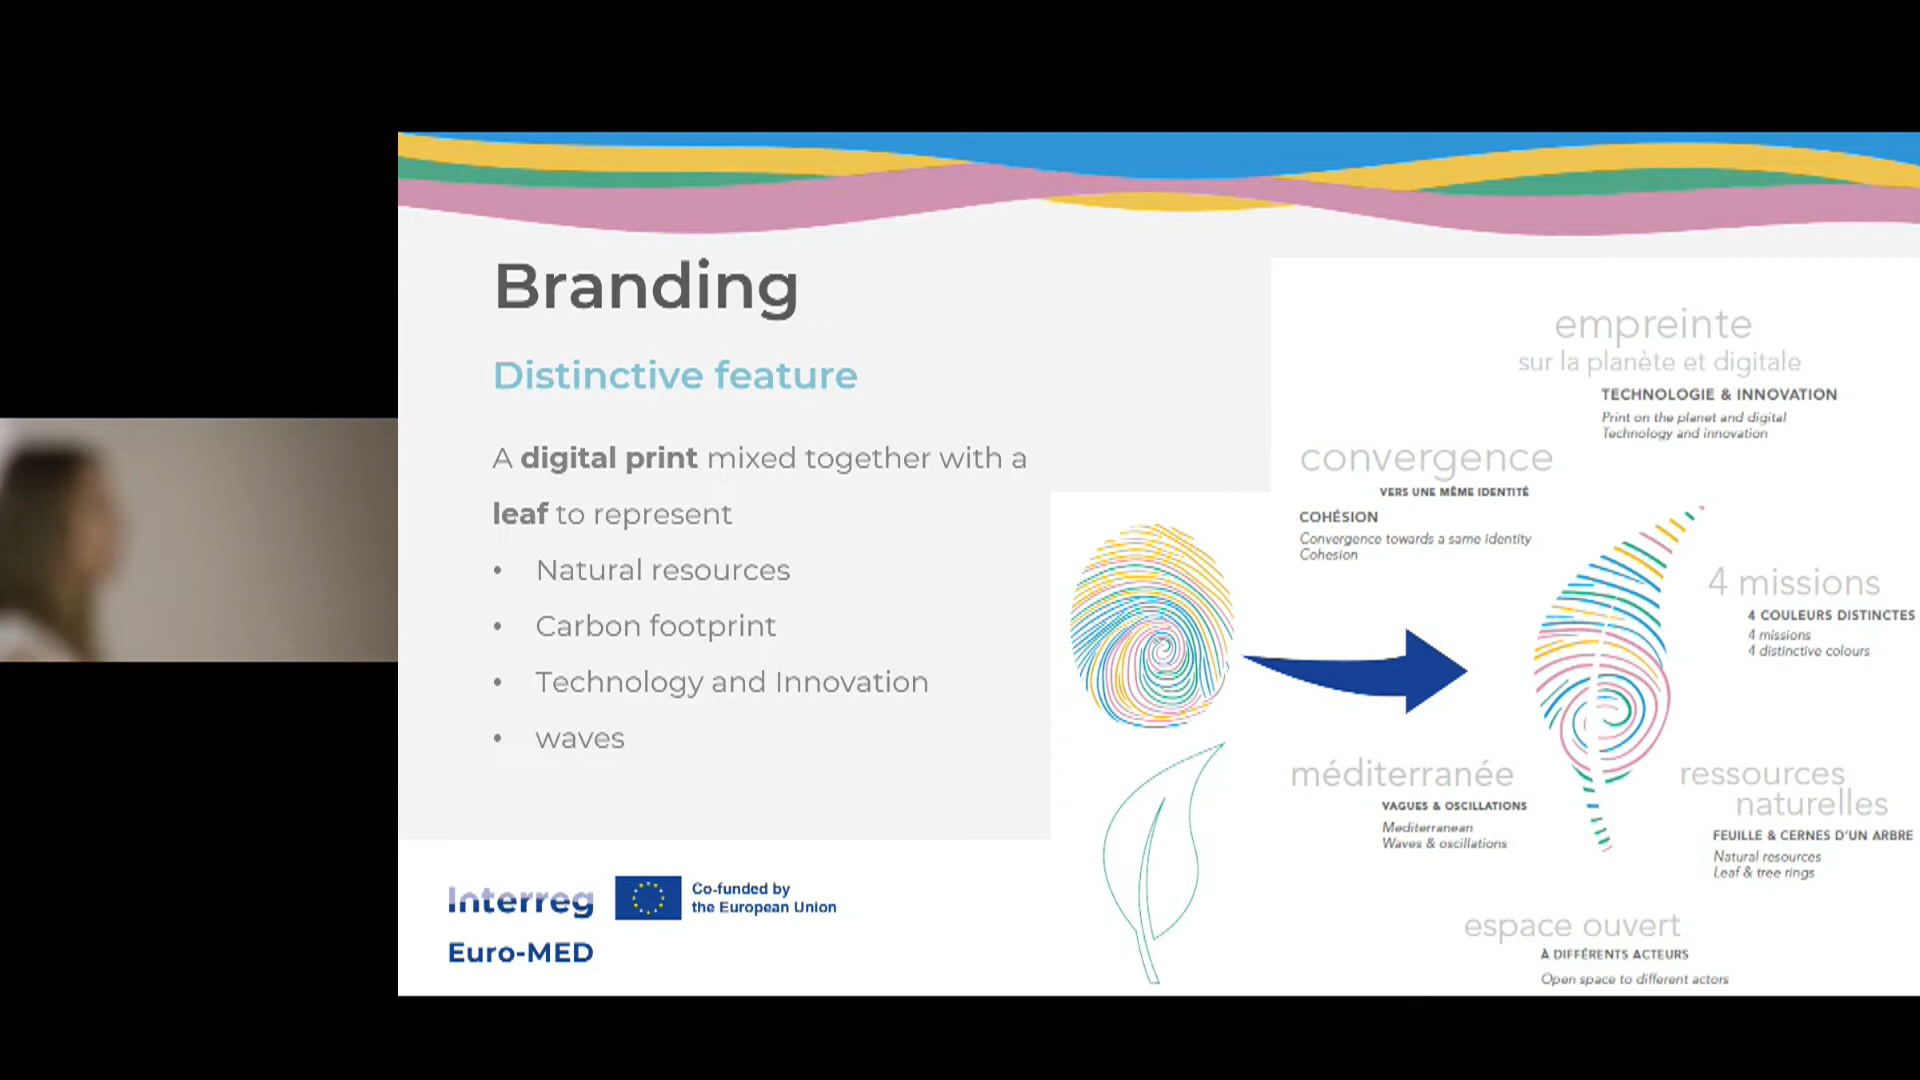 Branding
Distinctive feature
A digital print mixed together with a
leaf to represent
• Natural resources
• Carbon footprint
• Technology and Innovation
• waves
empreinte
sur la planète et digitale
TECHNOLOGIE & INNOVATION
Print on the planet and digital
Technology and innovation
convergence
VERS UNE MÊME IDENTITÉ
COHÉSION
Convergence towards a same identity
Cohesion
4 missions
4 COULEURS DISTINCTES
4 missions
4 distinctive colours
méditerranée
VAGUES & OSCILLATIONS
Mediterranean
Waves & oscillations
ressources
naturelles
FEUILLE & CERNES D'UN ARBRE
Natural resources
Leaf & tree rings
espace ouvert
À DIFFÉRENTS ACTEURS
Open space to different actors
Interreg
Co-funded by
the European Union
Euro-MED